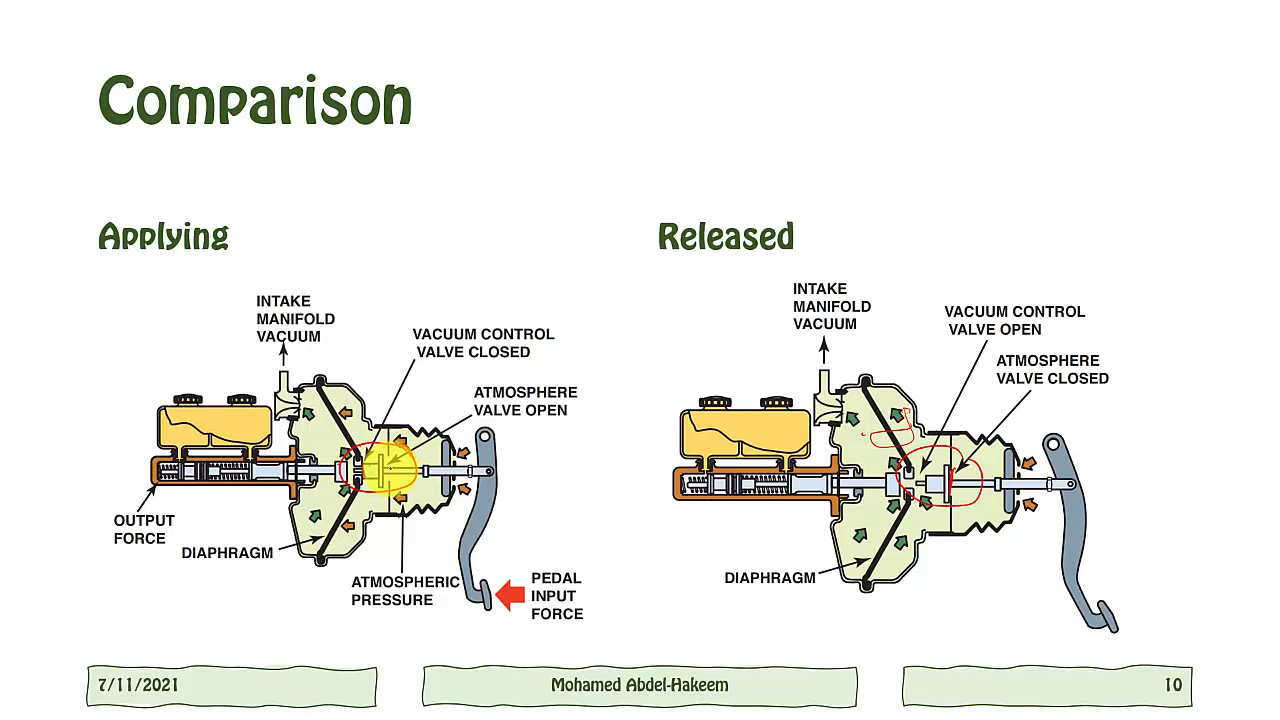 Comparison
Applying
INTAKE
MANIFOLD
VACUUM
VACUUM CONTROL
VALVE CLOSED
ATMOSPHERE
VALVE OPEN
OUTPUT
FORCE
DIAPHRAGM
ATMOSPHERIC
PRESSURE
PEDAL
INPUT
FORCE
Released
INTAKE
MANIFOLD
VACUUM
VACUUM CONTROL
VALVE OPEN
ATMOSPHERE
VALVE CLOSED
DIAPHRAGM
7/11/2021
Mohamed Abdel-Hakeem
10